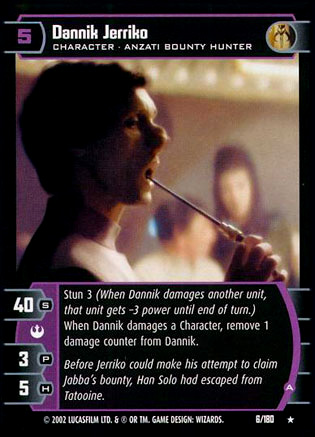 5
Dannik Jerriko
CHARACTER · ANZATI BOUNTY HUNTER
40 S
Stun 3 (When Dannik damages another unit,
that unit gets –3 power until end of turn.)
When Dannik damages a Character, remove 1
damage counter from Dannik.
3 P
Before Jerriko could make his attempt to claim
Jabba's bounty, Han Solo had escaped from
Tatooine.
5 H
A
© 2002 LUCASFILM LTD. & ® OR TM. GAME DESIGN: WIZARDS.
6/180 ★